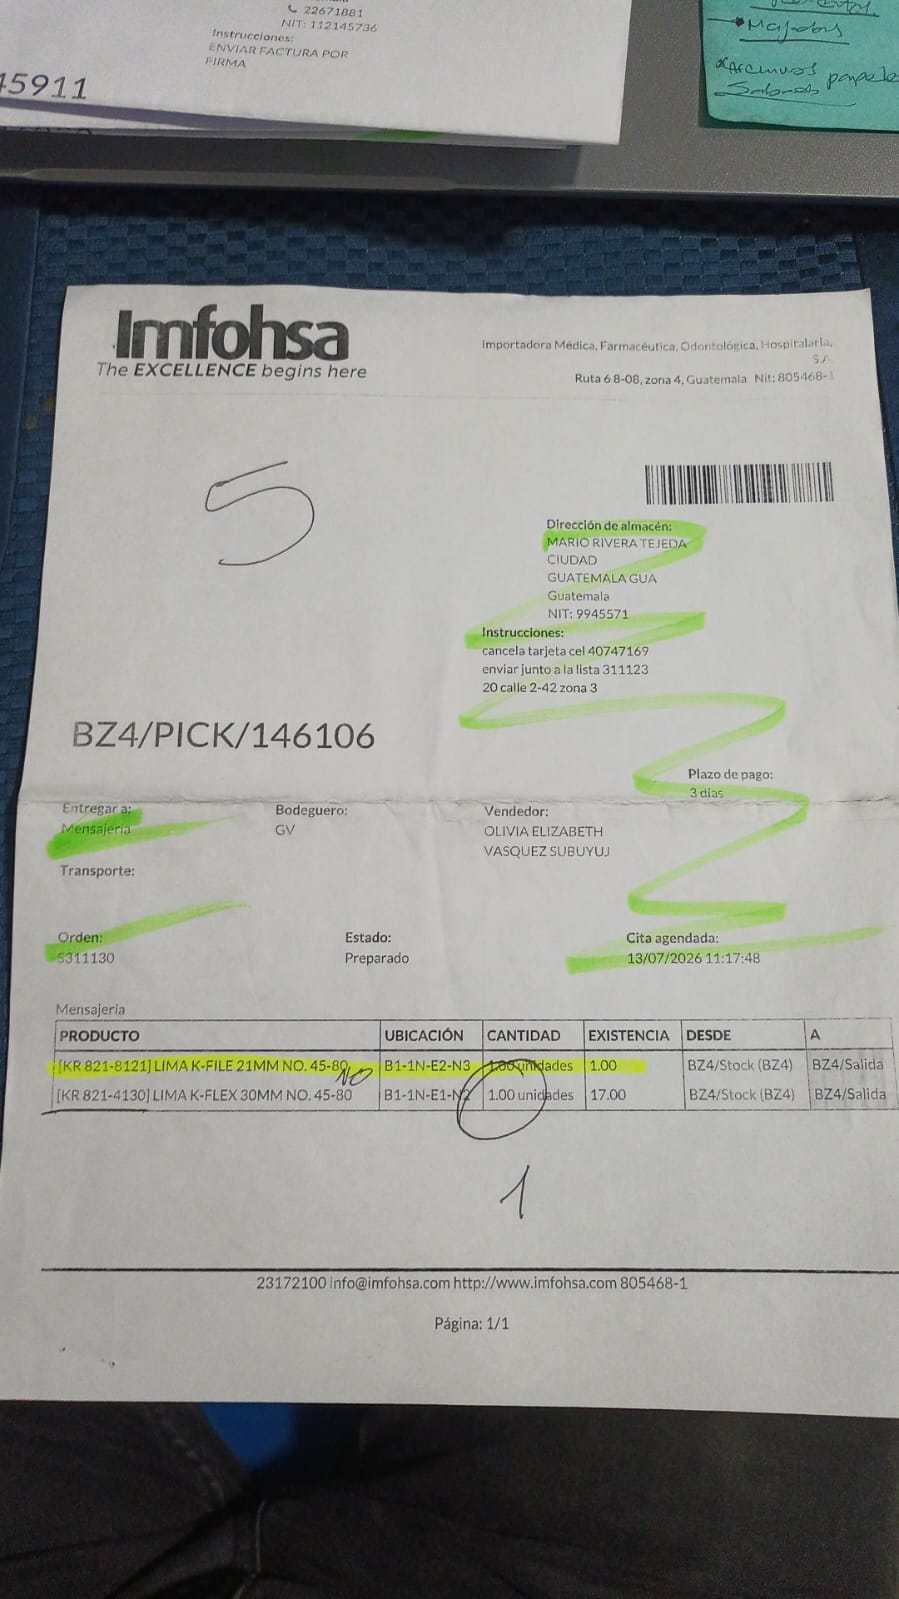 22671881
NIT: 112145736
Instrucciones:
ENVIAR FACTURA POR
FIRMA
45911
Majobs
Archivos
Imfohsa
The EXCELLENCE begins here
Importadora Médica, Farmacéutica, Odontológica, Hospitalaria,
S.A
Ruta 6 8-08, zona 4, Guatemala Nit: 805468-1
5
Dirección de almacén:
MARIO RIVERA TEJEDA
CIUDAD
GUATEMALA GUA
Guatemala
NIT: 9945571
Instrucciones:
cancela tarjeta cel 40747169
enviar junto a la lista 311123
20 calle 2-42 zona 3
BZ4/PICK/146106
Plazo de pago:
3 días
Entregar a:
Mensajería
Bodeguero:
GV
Vendedor:
OLIVIA ELIZABETH
VASQUEZ SUBUYUJ
Transporte:
Orden:
5311130
Estado:
Preparado
Cita agendada:
13/07/2026 11:17:48
Mensajería
PRODUCTO UBICACIÓN CANTIDAD EXISTENCIA DESDE A
[KR 821-8121] LIMA K-FILE 21MM NO. 45-80 B1-1N-E2-N3 1.00 unidades 1.00 BZ4/Stock (BZ4) BZ4/Salida
NO
[KR 821-4130] LIMA K-FLEX 30MM NO. 45-80 B1-1N-E1-N2 1.00 unidades 17.00 BZ4/Stock (BZ4) BZ4/Salida
1
23172100 info@imfohsa.com http://www.imfohsa.com 805468-1
Página: 1/1